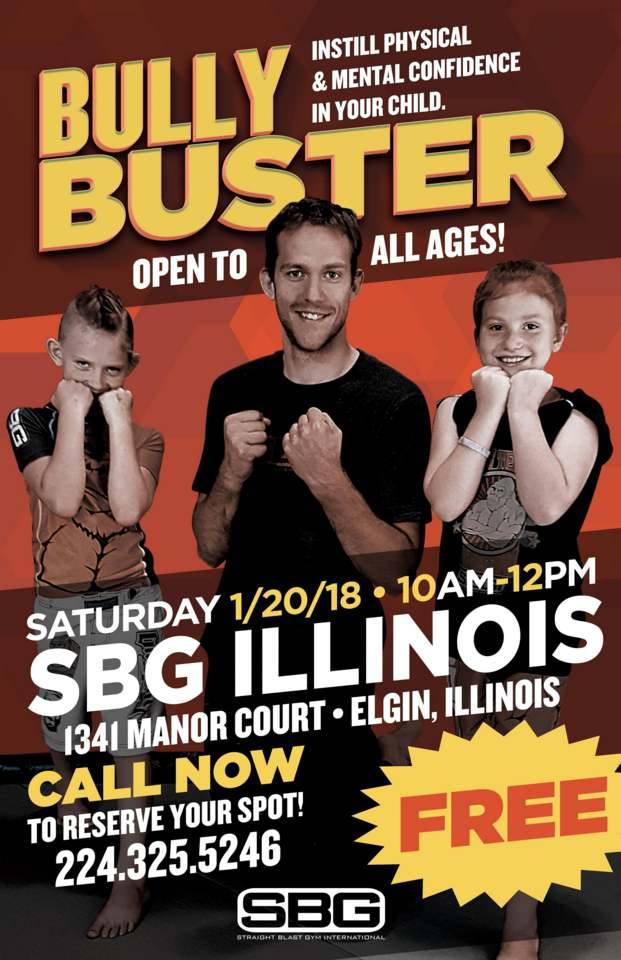 BULLY
BUSTER
INSTILL PHYSICAL
& MENTAL CONFIDENCE
IN YOUR CHILD.
OPEN TO ALL AGES!
SATURDAY 1/20/18 • 10AM-12PM
SBG ILLINOIS
1341 MANOR COURT • ELGIN, ILLINOIS
CALL NOW
TO RESERVE YOUR SPOT!
224.325.5246
FREE
SBG
STRAIGHT BLAST GYM INTERNATIONAL